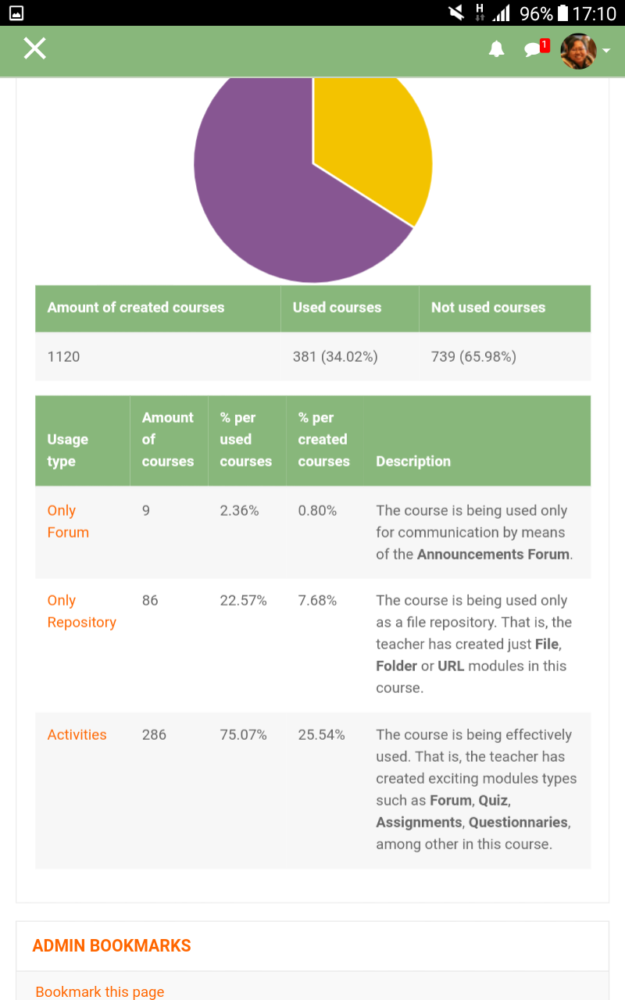 H 96% 17:10
1
Amount of created courses Used courses Not used courses
1120 381 (34.02%) 739 (65.98%)
Usage type Amount of courses % per used courses % per created courses Description
Only Forum 9 2.36% 0.80% The course is being used only
for communication by means
of the Announcements Forum.
Only Repository 86 22.57% 7.68% The course is being used only
as a file repository. That is, the
teacher has created just File,
Folder or URL modules in this
course.
Activities 286 75.07% 25.54% The course is being effectively
used. That is, the teacher has
created exciting modules types
such as Forum, Quiz,
Assignments, Questionnaries,
among other in this course.
ADMIN BOOKMARKS
Bookmark this page